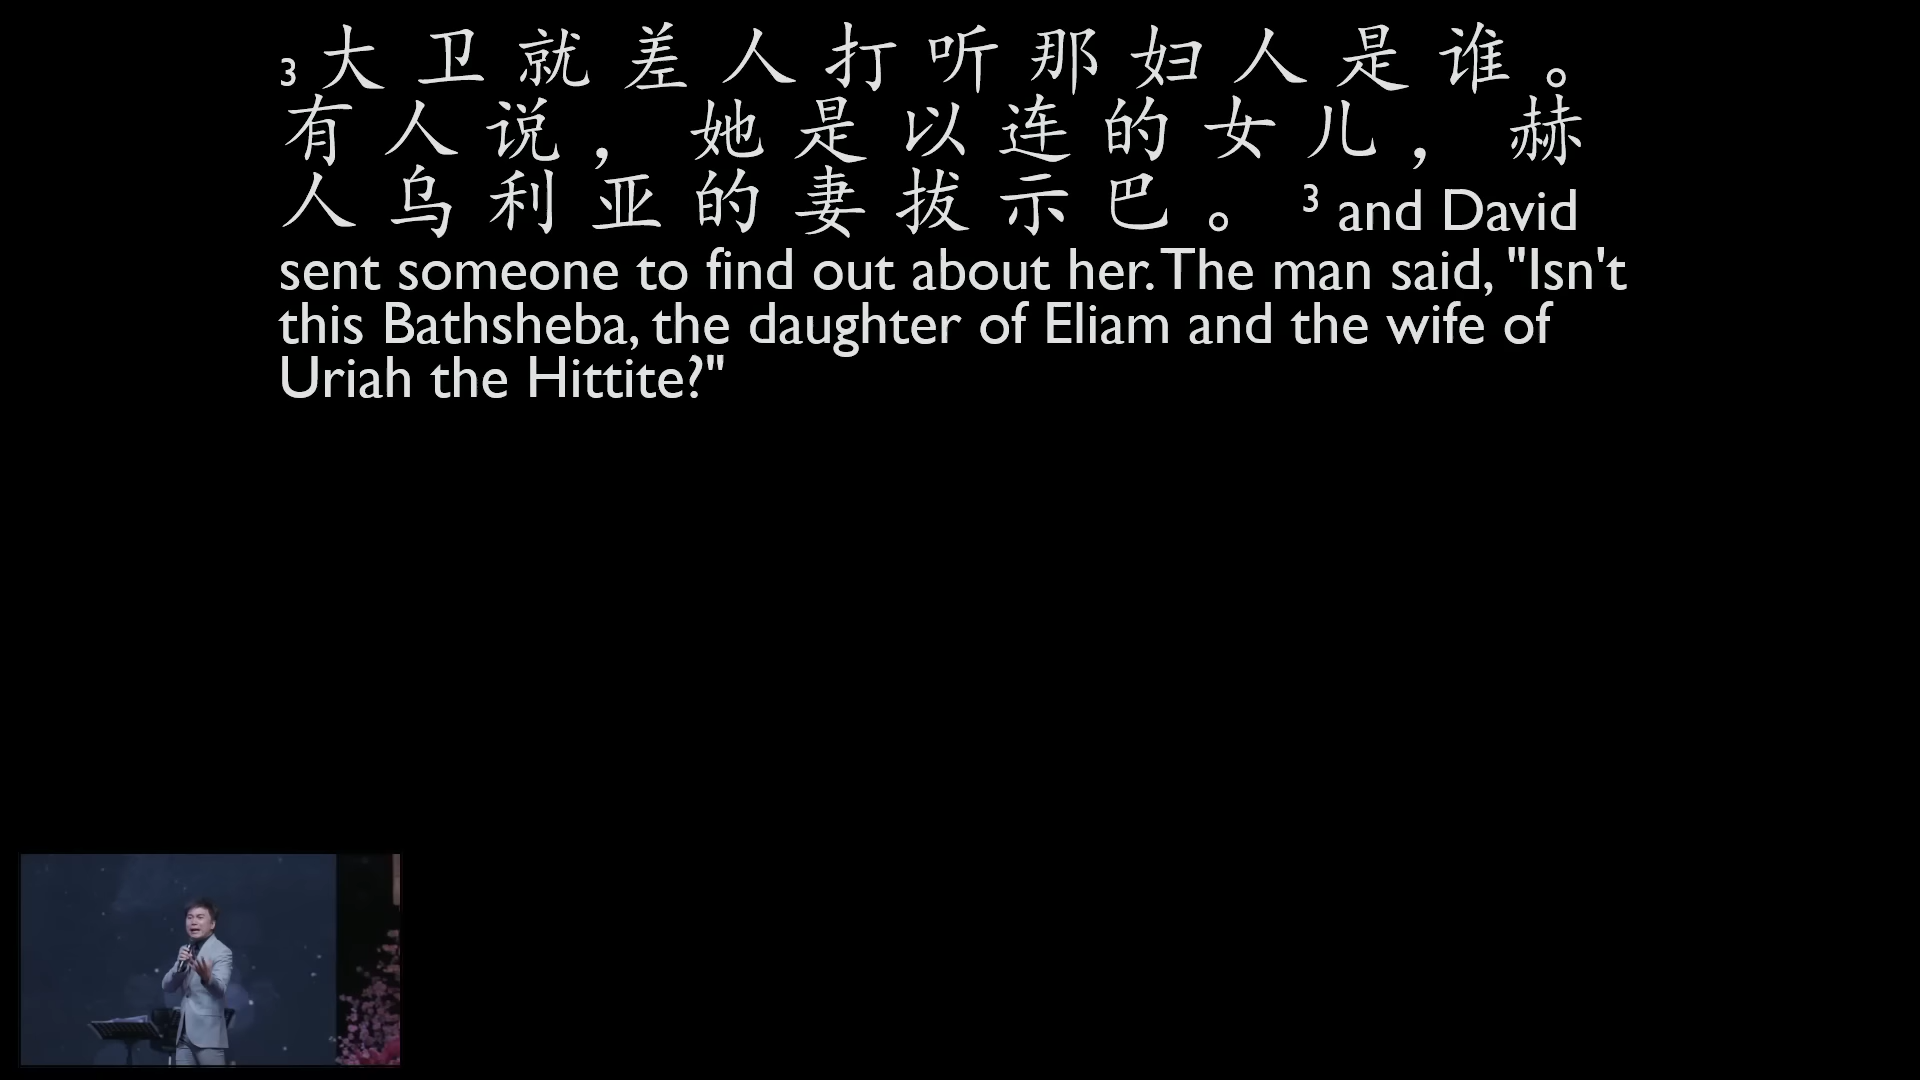 3 大卫就差人打听那妇人是谁。
有人说，她是以连的女儿，赫
人乌利亚的妻拔示巴。 3 and David
sent someone to find out about her. The man said, "Isn't
this Bathsheba, the daughter of Eliam and the wife of
Uriah the Hittite?"